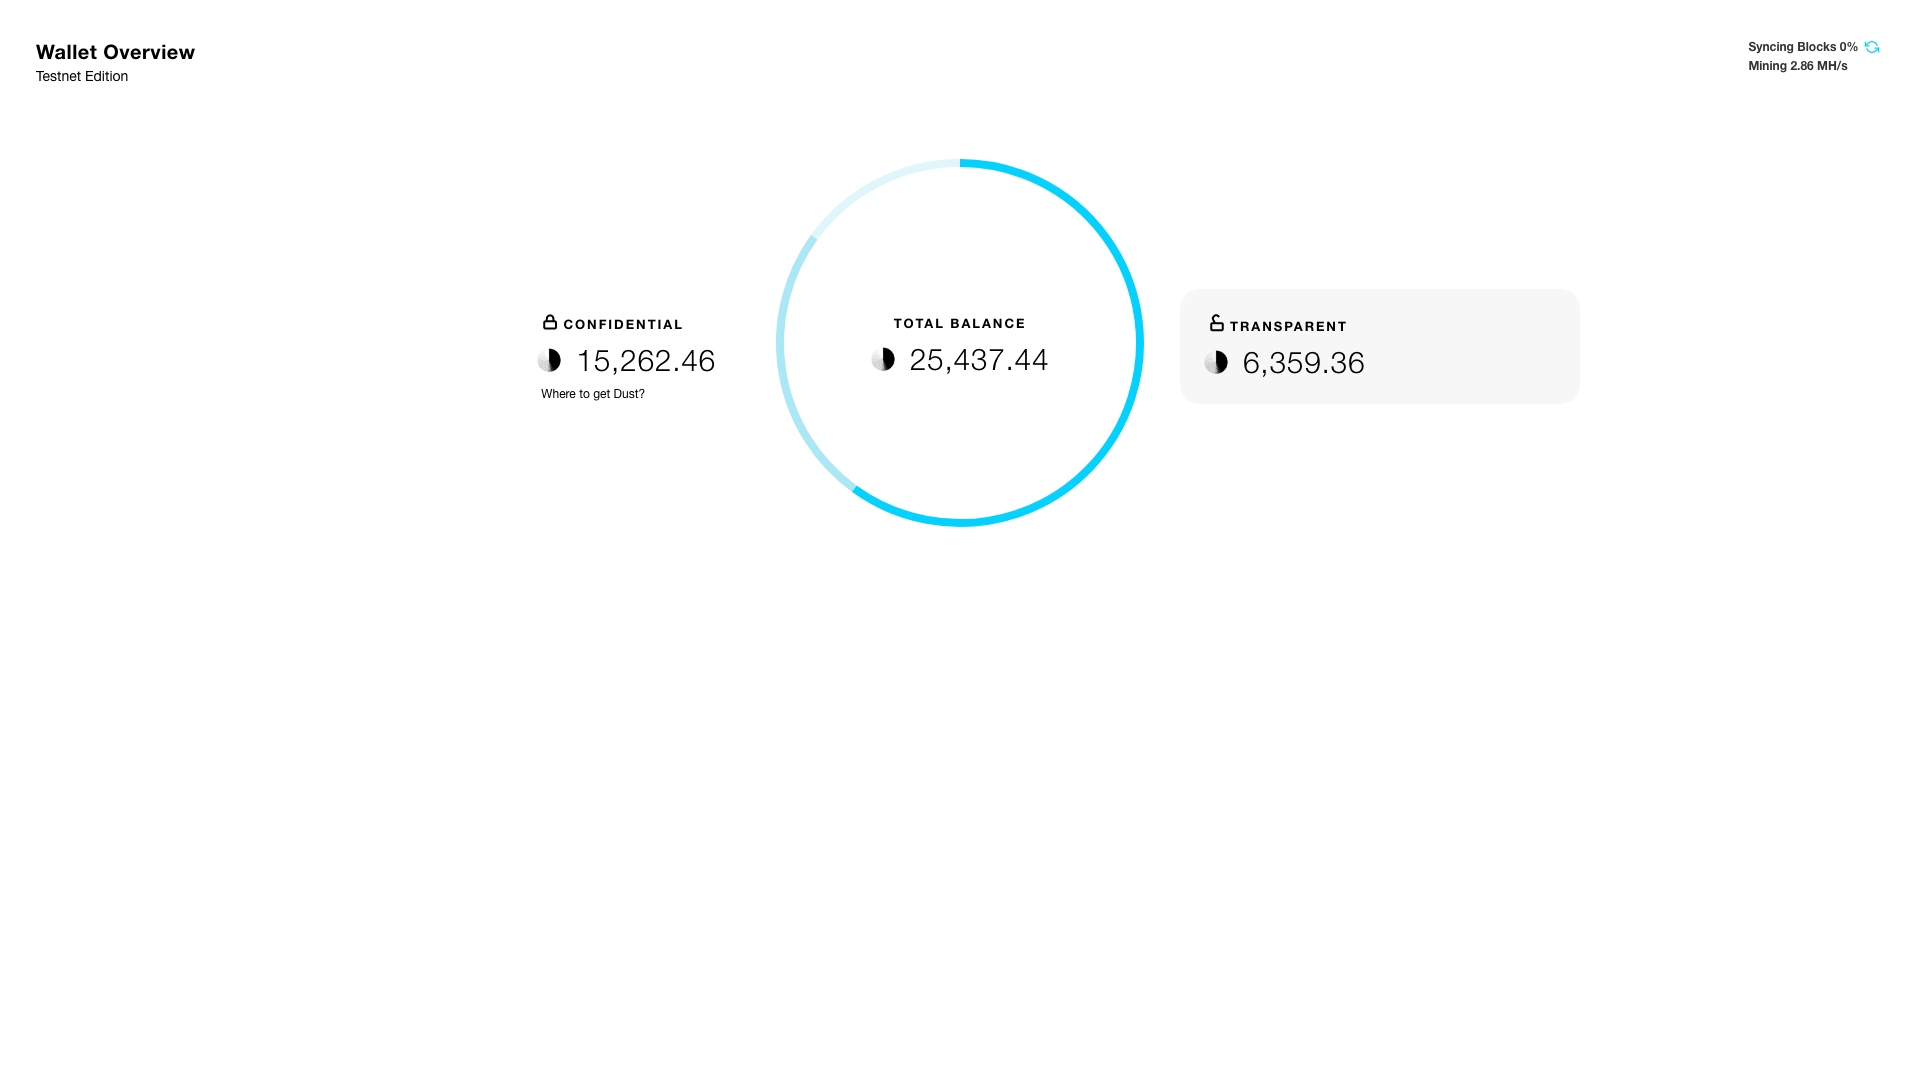 Wallet Overview
Testnet Edition
Syncing Blocks 0%
Mining 2.86 MH/s
CONFIDENTIAL
15,262.46
Where to get Dust?
TOTAL BALANCE
25,437.44
TRANSPARENT
6,359.36